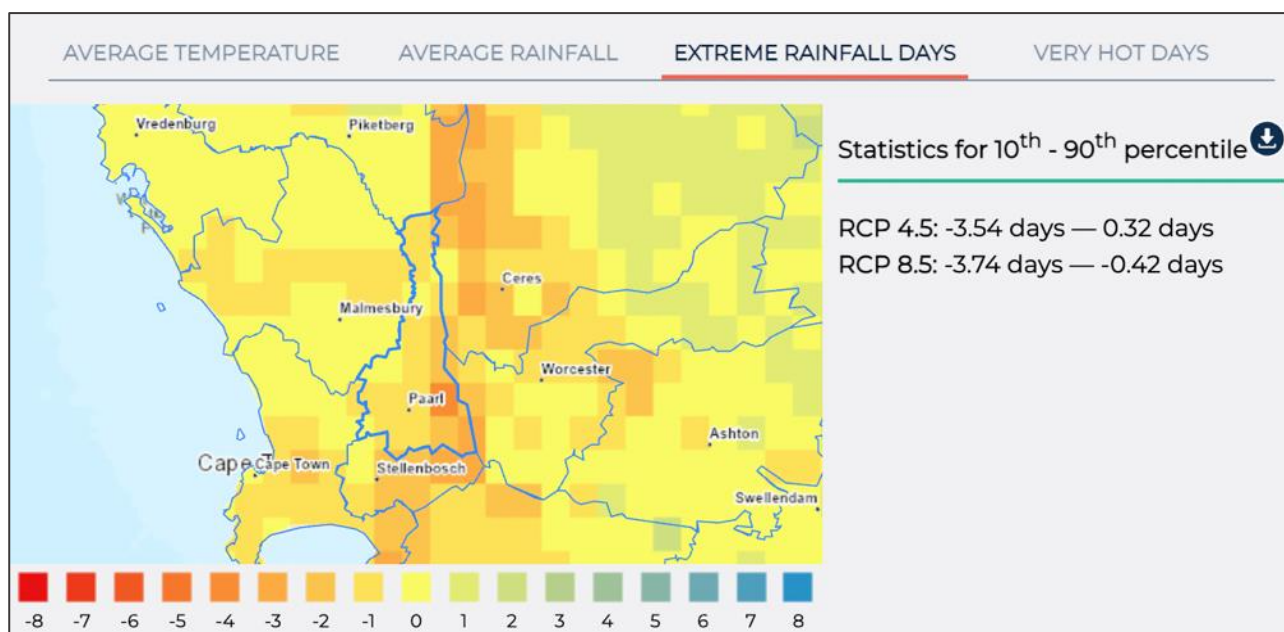 AVERAGE TEMPERATURE AVERAGE RAINFALL EXTREME RAINFALL DAYS VERY HOT DAYS
Statistics for 10th - 90th percentile
RCP 4.5: -3.54 days — 0.32 days
RCP 8.5: -3.74 days — -0.42 days
Vredenburg
Piketberg
Ceres
Malmesbury
Worcester
Paarl
Ashton
Cape Town
Stellenbosch
Swellendam
-8 -7 -6 -5 -4 -3 -2 -1 0 1 2 3 4 5 6 7 8